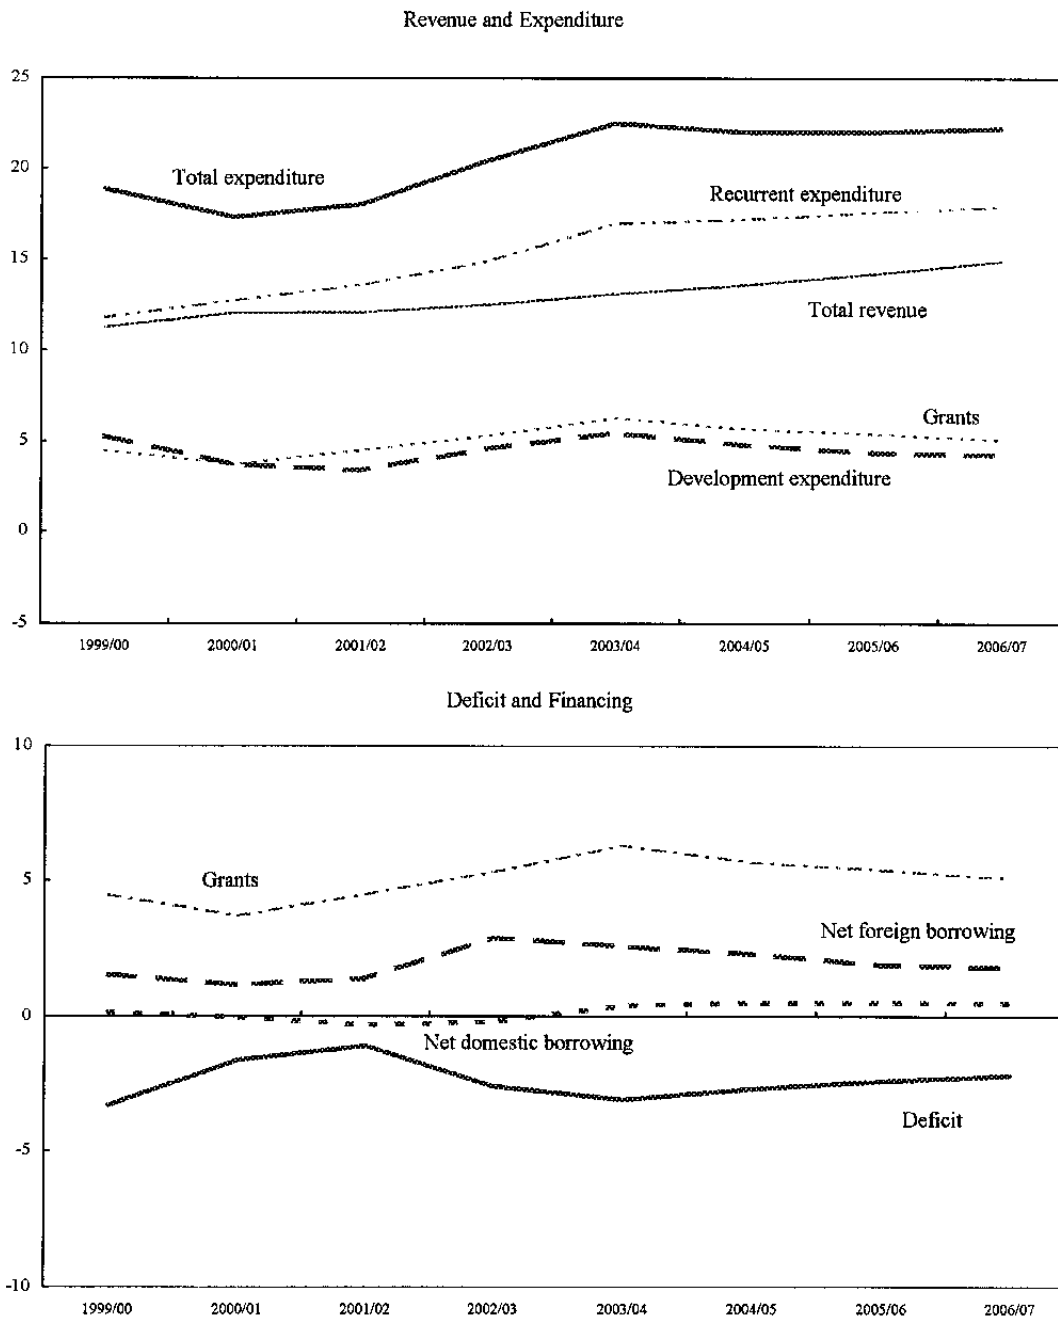 Revenue and Expenditure
25
20
15
10
5
0
-5
Total expenditure
Recurrent expenditure
Total revenue
Grants
Development expenditure
1999/00 2000/01 2001/02 2002/03 2003/04 2004/05 2005/06 2006/07
Deficit and Financing
10
5
0
-5
-10
Grants
Net foreign borrowing
Net domestic borrowing
Deficit
1999/00 2000/01 2001/02 2002/03 2003/04 2004/05 2005/06 2006/07